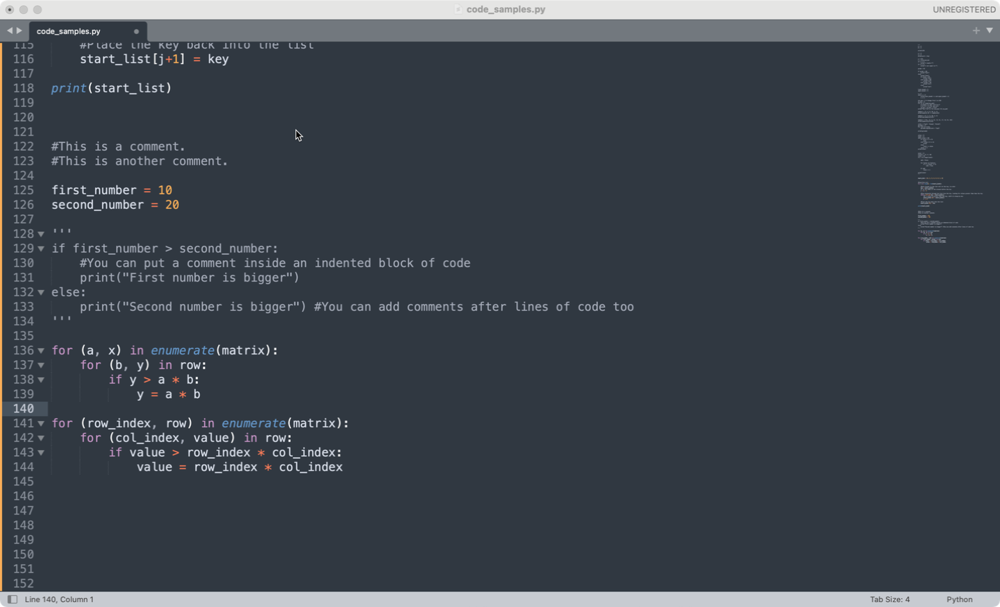 code_samples.py
UNREGISTERED
code_samples.py
115 #Place the key back into the list
116 start_list[j+1] = key
117
118 print(start_list)
119
120
121
122 #This is a comment.
123 #This is another comment.
124
125 first_number = 10
126 second_number = 20
127
128 '''
129 if first_number > second_number:
130 #You can put a comment inside an indented block of code
131 print("First number is bigger")
132 else:
133 print("Second number is bigger") #You can add comments after lines of code too
134 '''
135
136 for (a, x) in enumerate(matrix):
137 for (b, y) in row:
138 if y > a * b:
139 y = a * b
140
141 for (row_index, row) in enumerate(matrix):
142 for (col_index, value) in row:
143 if value > row_index * col_index:
144 value = row_index * col_index
145
146
147
148
149
150
151
152
Line 140, Column 1
Tab Size: 4
Python